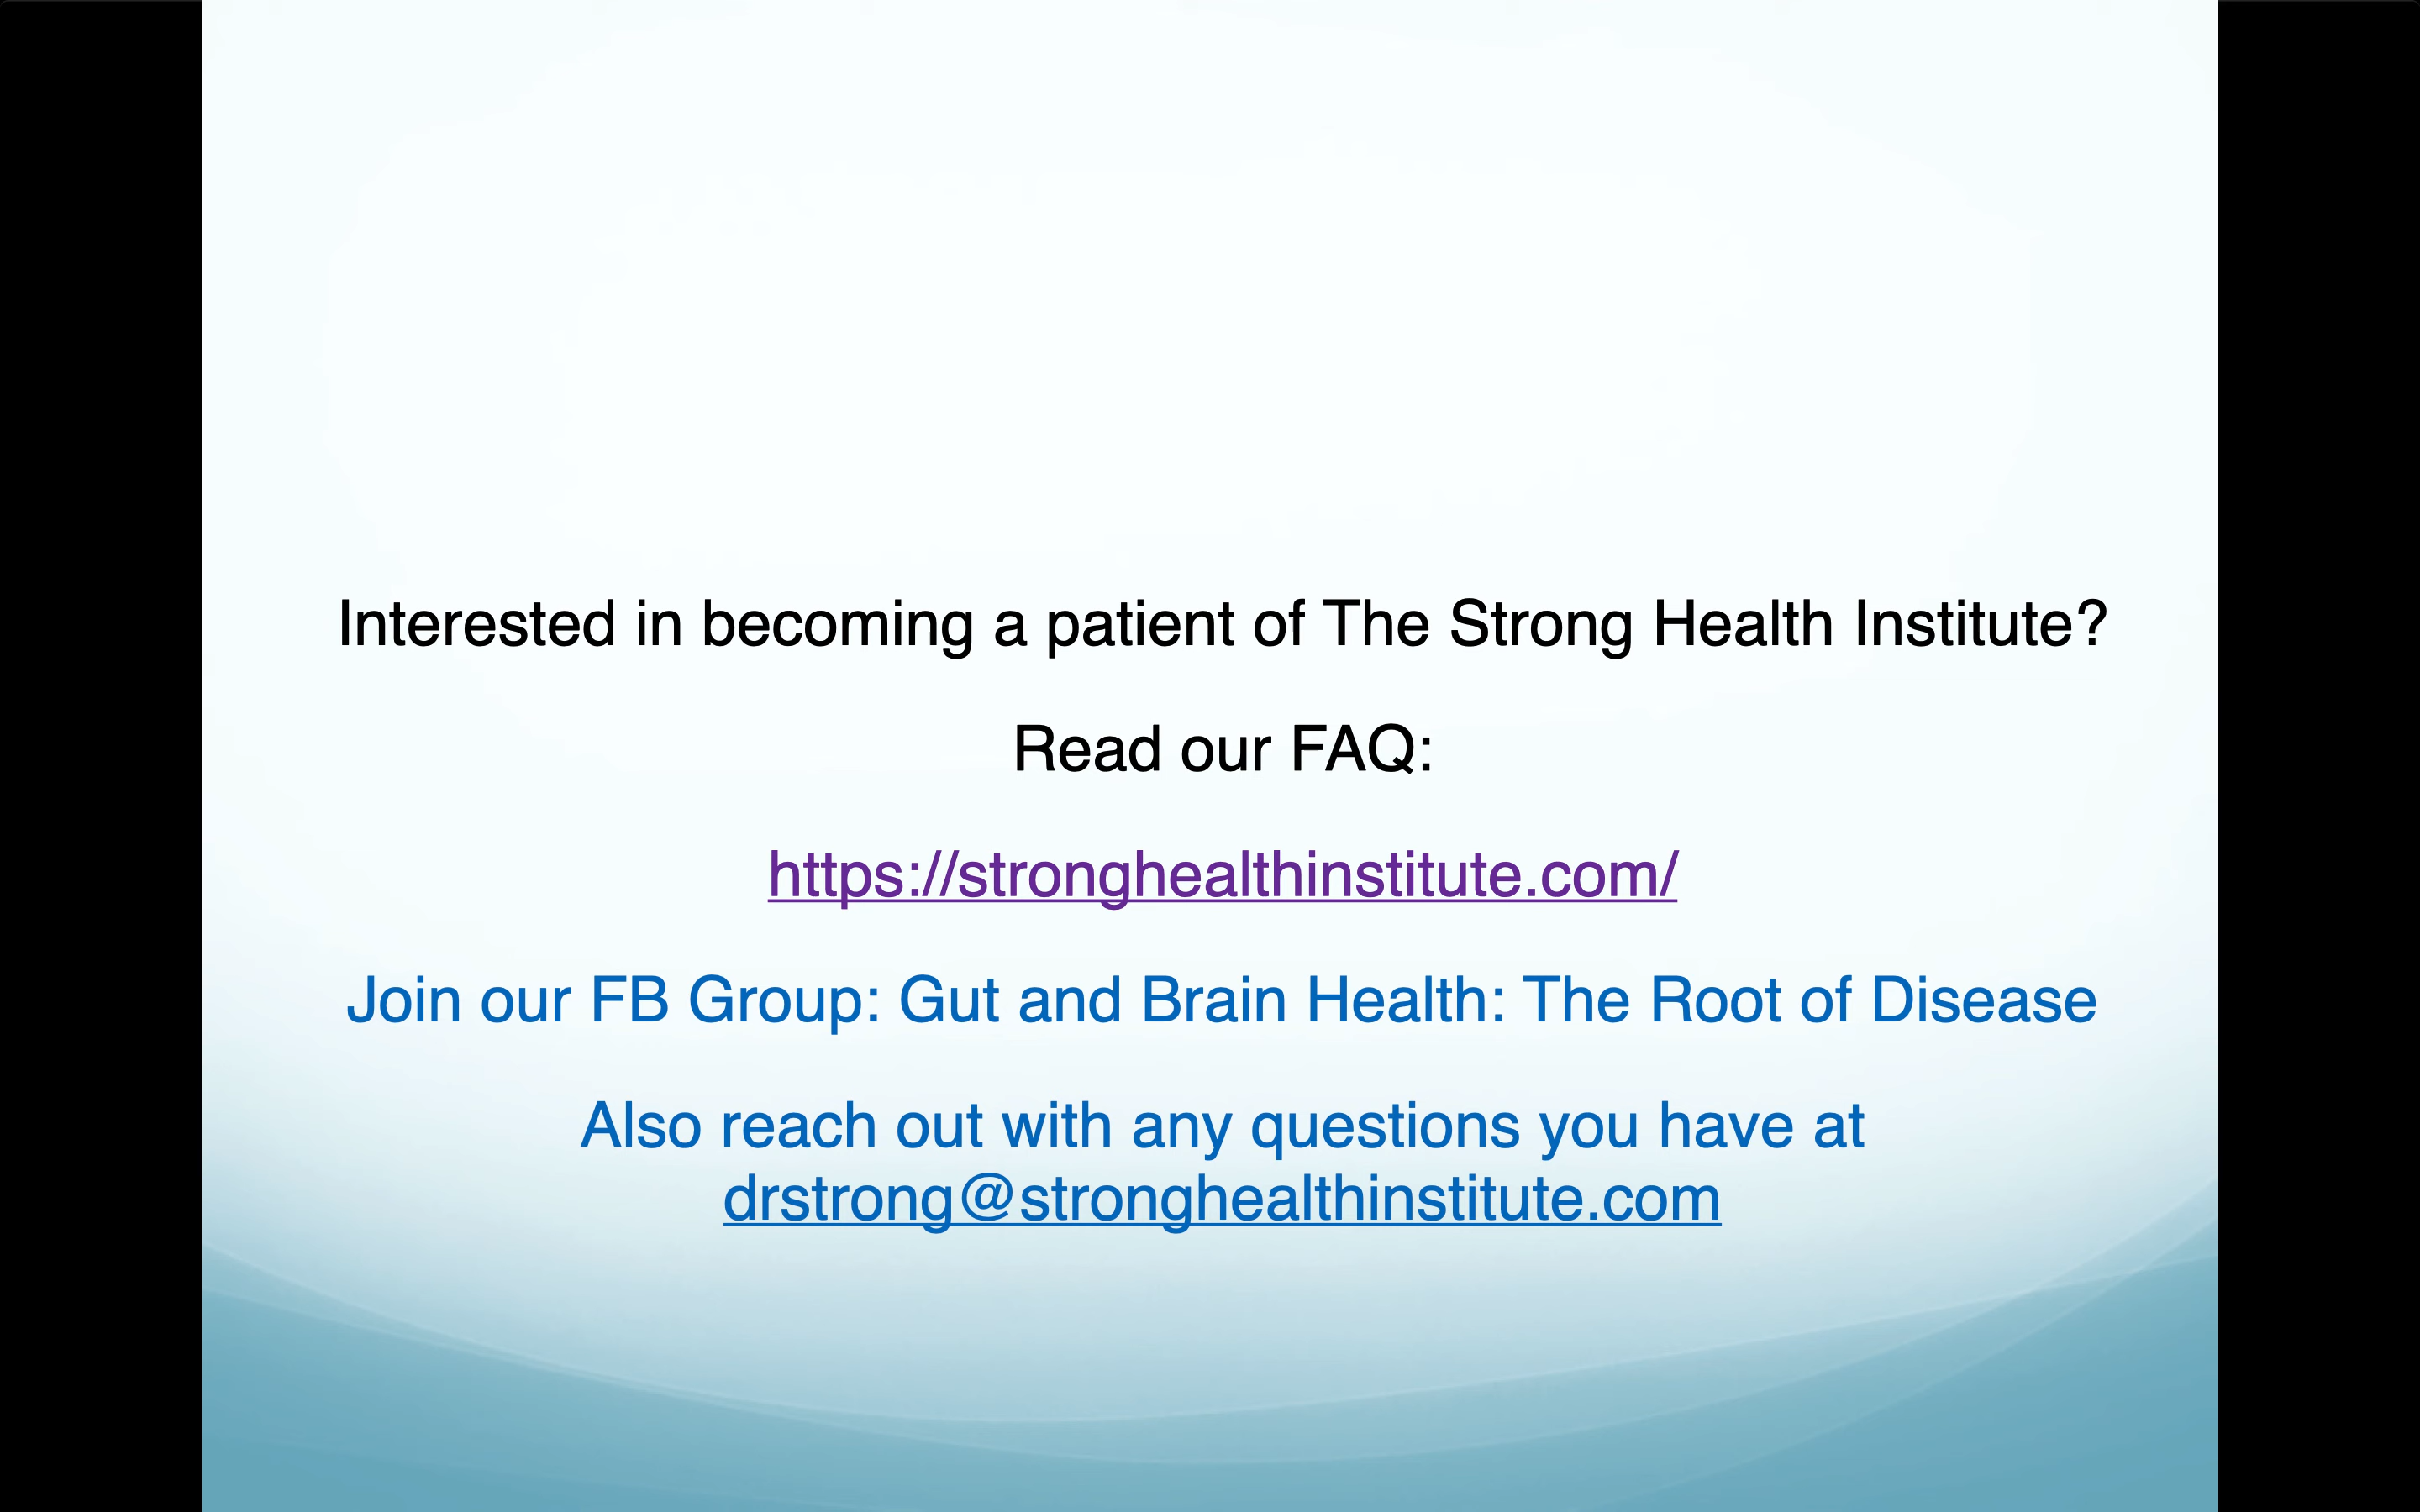 Interested in becoming a patient of The Strong Health Institute?
Read our FAQ:
https://stronghealthinstitute.com/
Join our FB Group: Gut and Brain Health: The Root of Disease
Also reach out with any questions you have at
drstrong@stronghealthinstitute.com